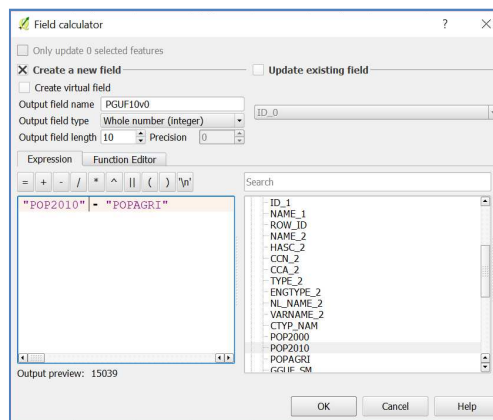 Field calculator ? ×
Only update 0 selected features
Create a new field
Update existing field
Create virtual field
Output field name PGUF10v0
Output field type Whole number (integer)
ID_0
Output field length 10 Precision 0
Expression Function Editor
= + - / * ^ || ( ) '\n'
Search
"POP2010" - "POPAGRI"
ID_1
NAME_1
ROW_ID
NAME_2
HASC_2
CCN_2
CCA_2
TYPE_2
ENGTYPE_2
NL_NAME_2
VARNAME_2
CTYP_NAM
POP2000
POP2010
POPAGRI
Output preview: 15039
OK Cancel Help